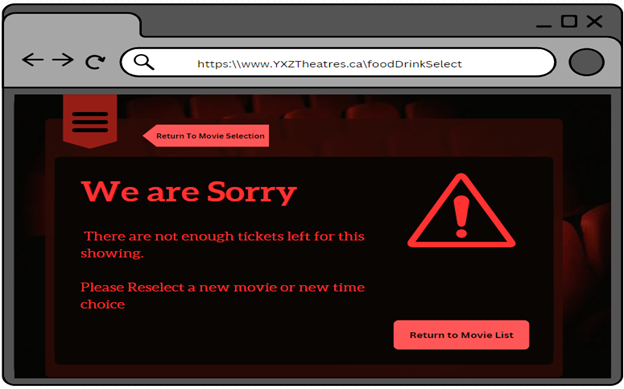 https:\\www.YXZTheatres.ca\foodDrinkSelect
Return To Movie Selection
We are Sorry
There are not enough tickets left for this
showing.
Please Reselect a new movie or new time
choice
Return to Movie List